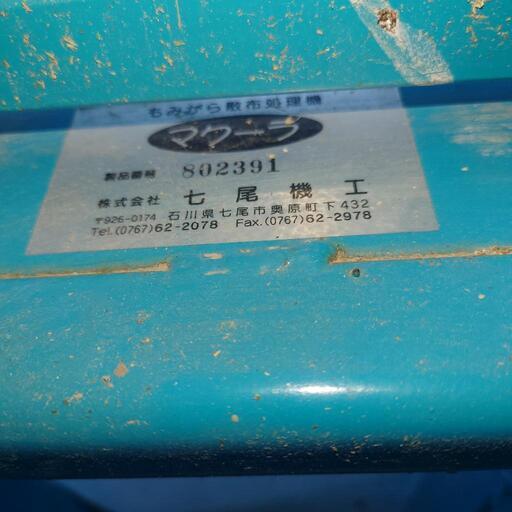 もみがら散布処理機
マワーラ
製品番号 802391
株式会社 七尾機工
〒926-0174 石川県七尾市奥原町下432
Tel.(0767)62-2078 Fax.(0767)62-2978